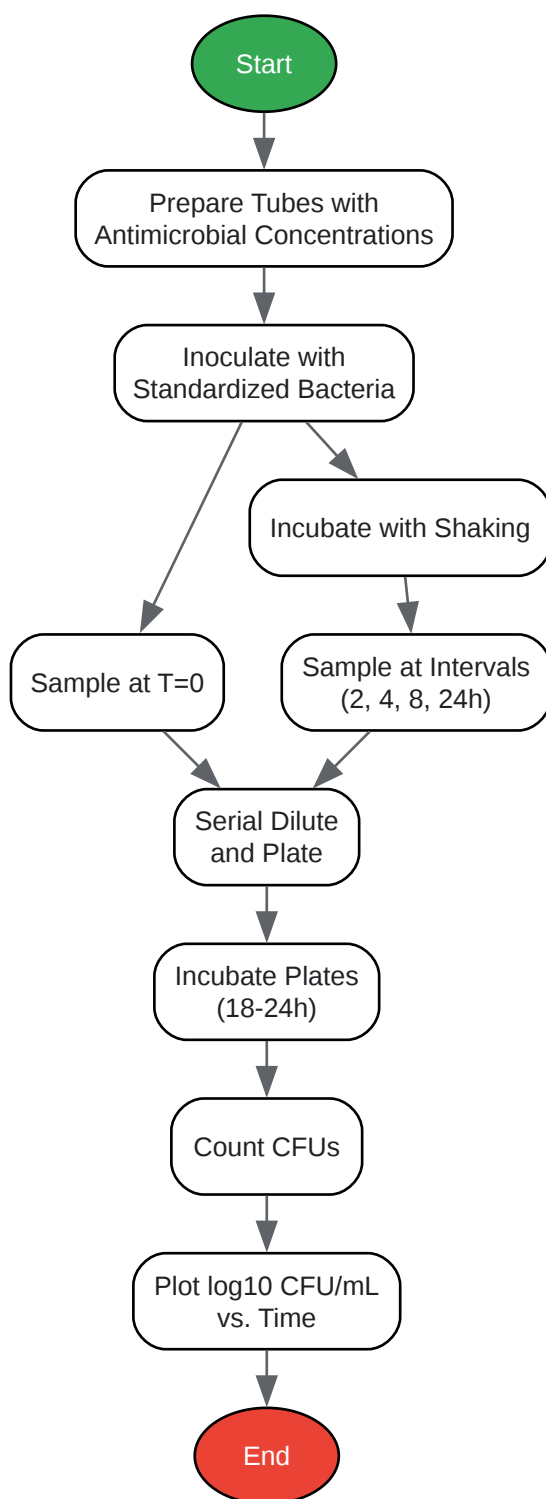 Start
Prepare Tubes with
Antimicrobial Concentrations
Inoculate with
Standardized Bacteria
Incubate with Shaking
Sample at T=0
Sample at Intervals
(2, 4, 8, 24h)
Serial Dilute
and Plate
Incubate Plates
(18-24h)
Count CFUs
Plot log10 CFU/mL
vs. Time
End